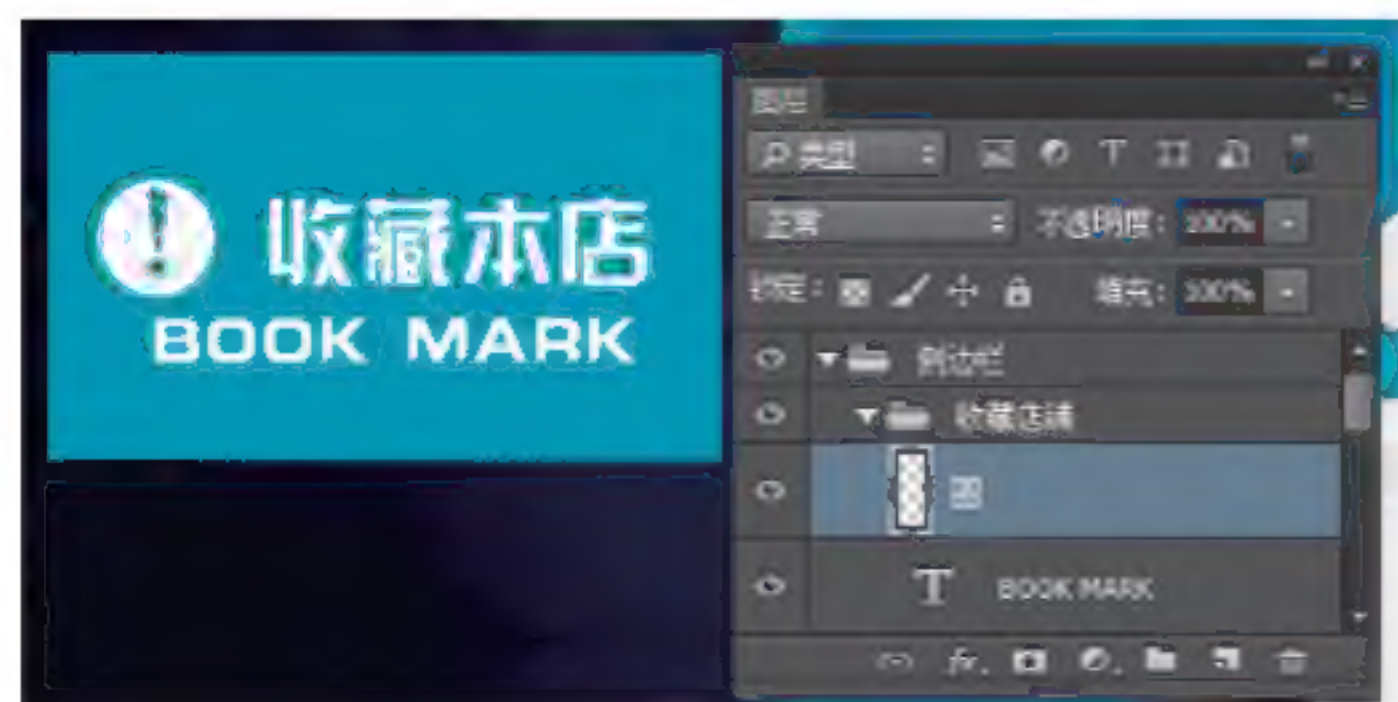 收藏本店
BOOK MARK
图层
类型
正常 不透明度: 100%
锁定: 填充: 100%
侧边栏
收藏店铺
BOOK MARK
fx.